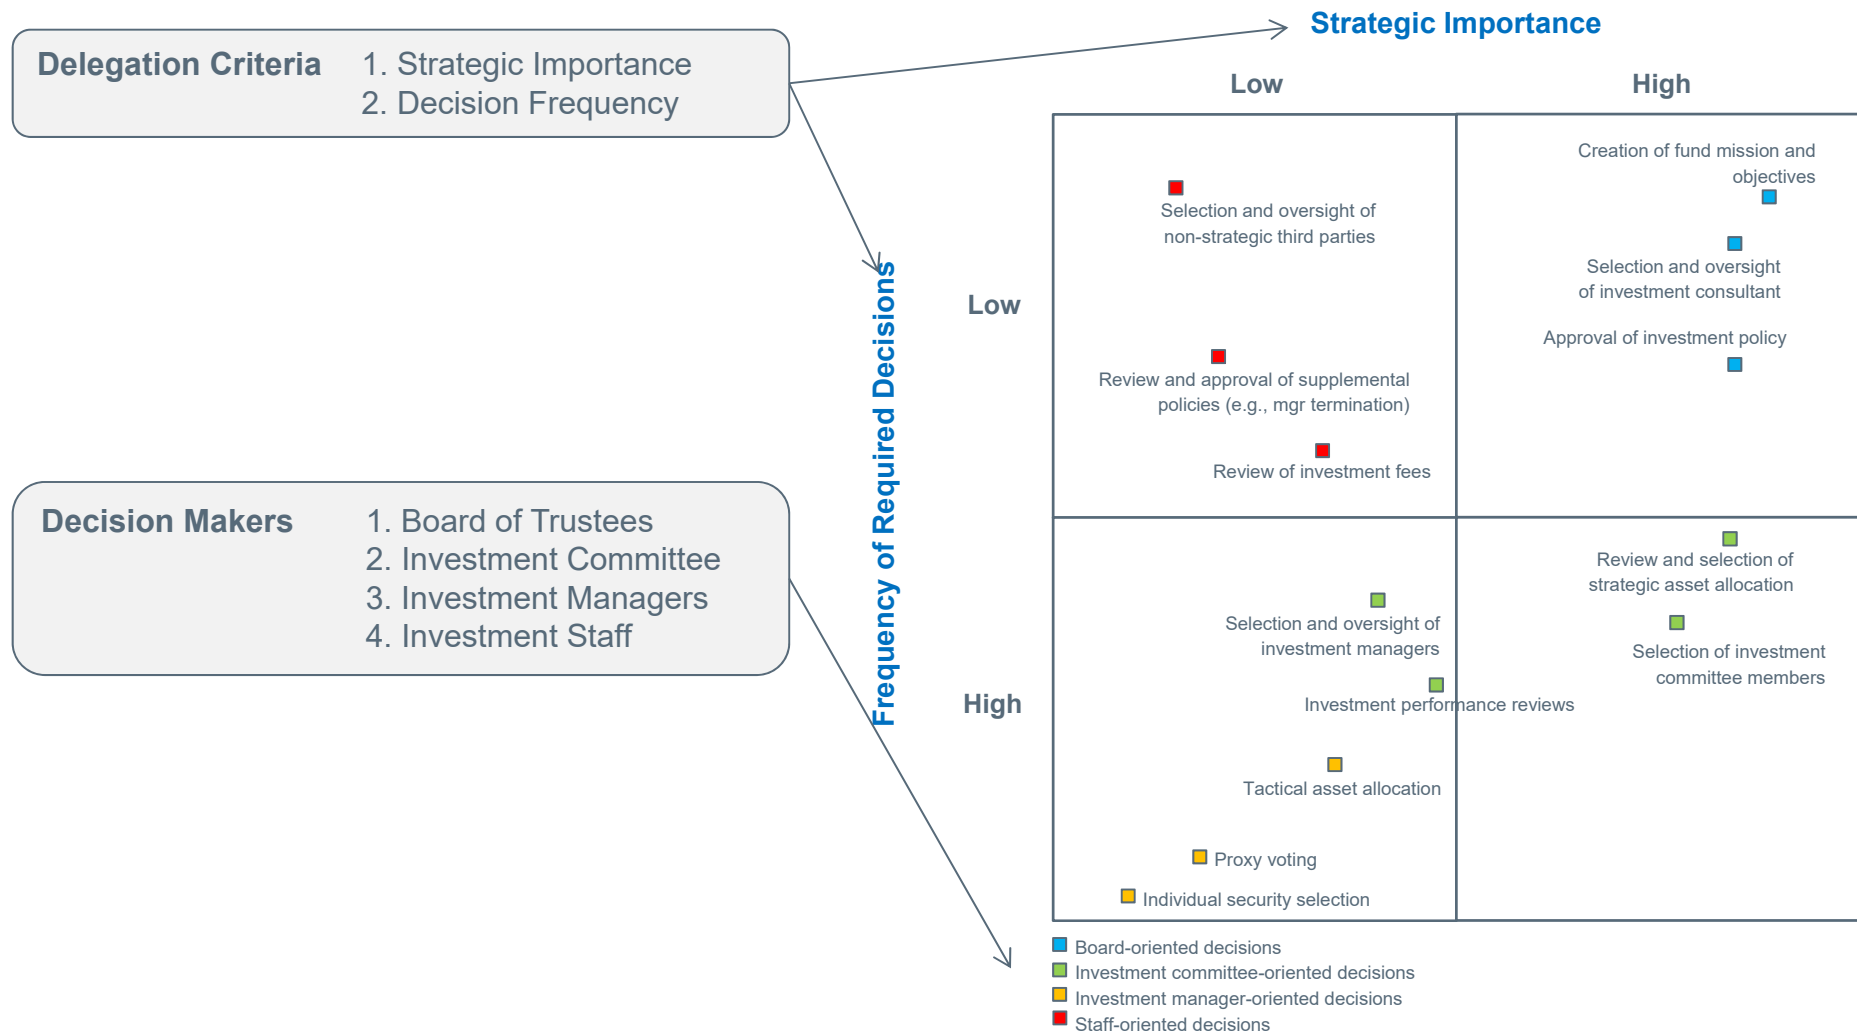 Strategic Importance
Delegation Criteria
1. Strategic Importance
2. Decision Frequency
Low
High
Creation of fund mission and
objectives
Selection and oversight of
non-strategic third parties
Selection and oversight
of investment consultant
Low
Approval of investment policy
Review and approval of supplemental
policies (e.g., mgr termination)
Review of investment fees
Frequency of Required Decisions
Decision Makers
1. Board of Trustees
2. Investment Committee
3. Investment Managers
4. Investment Staff
Review and selection of
strategic asset allocation
Selection and oversight of
investment managers
Selection of investment
committee members
High
Investment performance reviews
Tactical asset allocation
Proxy voting
Individual security selection
Board-oriented decisions
Investment committee-oriented decisions
Investment manager-oriented decisions
Staff-oriented decisions